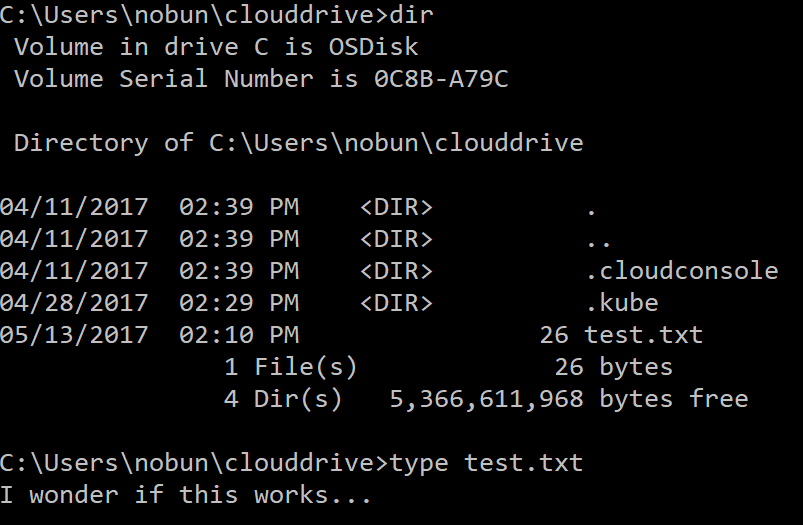 C:\Users\nobun\clouddrive>dir
 Volume in drive C is OSDisk
 Volume Serial Number is 0C8B-A79C

 Directory of C:\Users\nobun\clouddrive

04/11/2017  02:39 PM    <DIR>          .
04/11/2017  02:39 PM    <DIR>          ..
04/11/2017  02:39 PM    <DIR>          .cloudconsole
04/28/2017  02:29 PM    <DIR>          .kube
05/13/2017  02:10 PM                26 test.txt
               1 File(s)             26 bytes
               4 Dir(s)   5,366,611,968 bytes free

C:\Users\nobun\clouddrive>type test.txt
I wonder if this works...